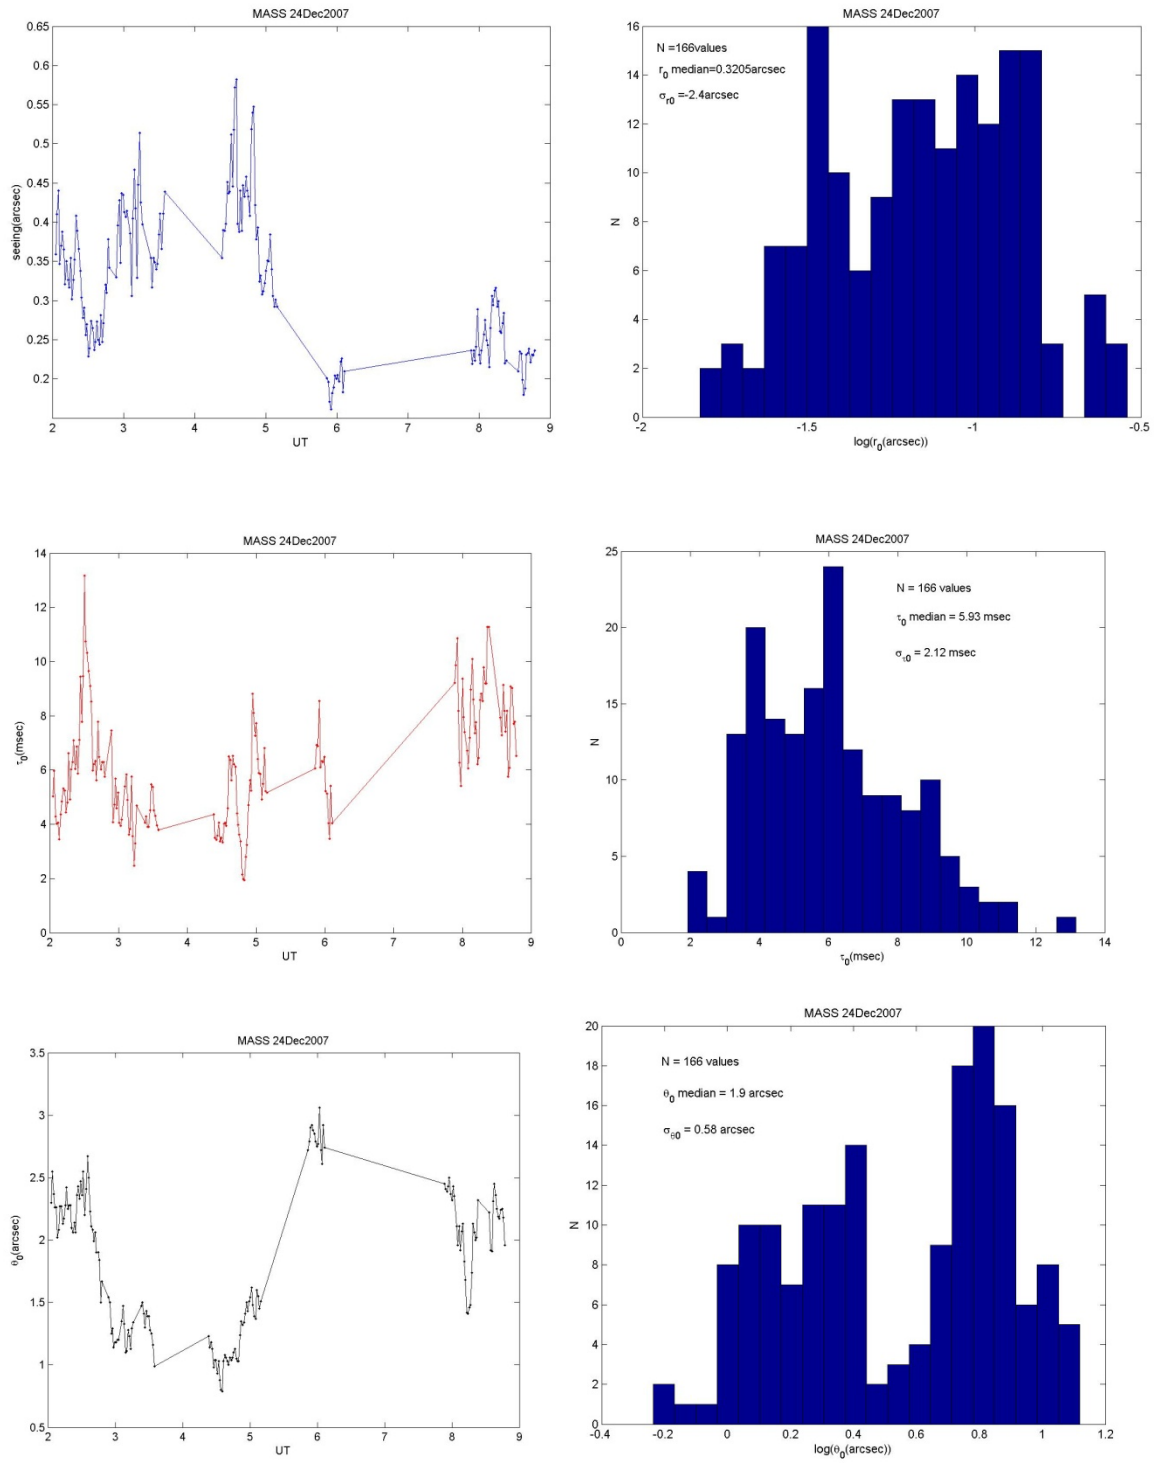 MASS 24Dec2007
0.65
0.6
0.55
0.5
0.45
0.4
0.35
0.3
0.25
0.2
seeing(arcsec)
2 3 4 5 6 7 8 9
UT
MASS 24Dec2007
N =166values
r0 median=0.3205arcsec
σr0 =-2.4arcsec
16
14
12
10
8
6
4
2
0
N
-2 -1.5 -1 -0.5
log(r0(arcsec))
MASS 24Dec2007
14
12
10
8
6
4
2
0
τ0(msec)
2 3 4 5 6 7 8 9
UT
MASS 24Dec2007
N = 166 values
τ0 median = 5.93 msec
στ0 = 2.12 msec
25
20
15
10
5
0
N
0 2 4 6 8 10 12 14
τ0(msec)
MASS 24Dec2007
3.5
3
2.5
2
1.5
1
0.5
θ0(arcsec)
2 3 4 5 6 7 8 9
UT
MASS 24Dec2007
N = 166 values
θ0 median = 1.9 arcsec
σθ0 = 0.58 arcsec
20
18
16
14
12
10
8
6
4
2
0
N
-0.4 -0.2 0 0.2 0.4 0.6 0.8 1 1.2
log(θ0(arcsec))